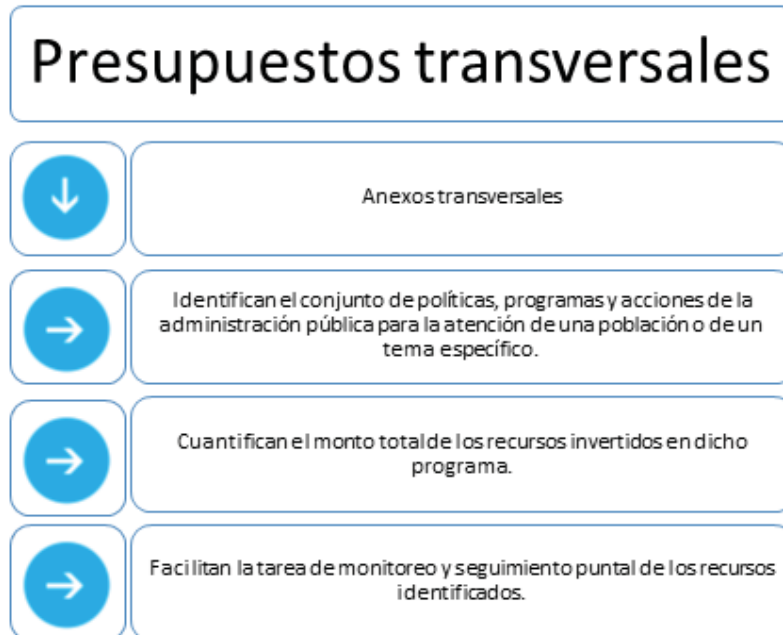 Presupuestos transversales
Anexos transversales
Identifican el conjunto de políticas, programas y acciones de la
administración pública para la atención de una población o de un
tema específico.
Cuantifican el monto total de los recursos invertidos en dicho
programa.
Facilitan la tarea de monitoreo y seguimiento puntal de los recursos
identificados.